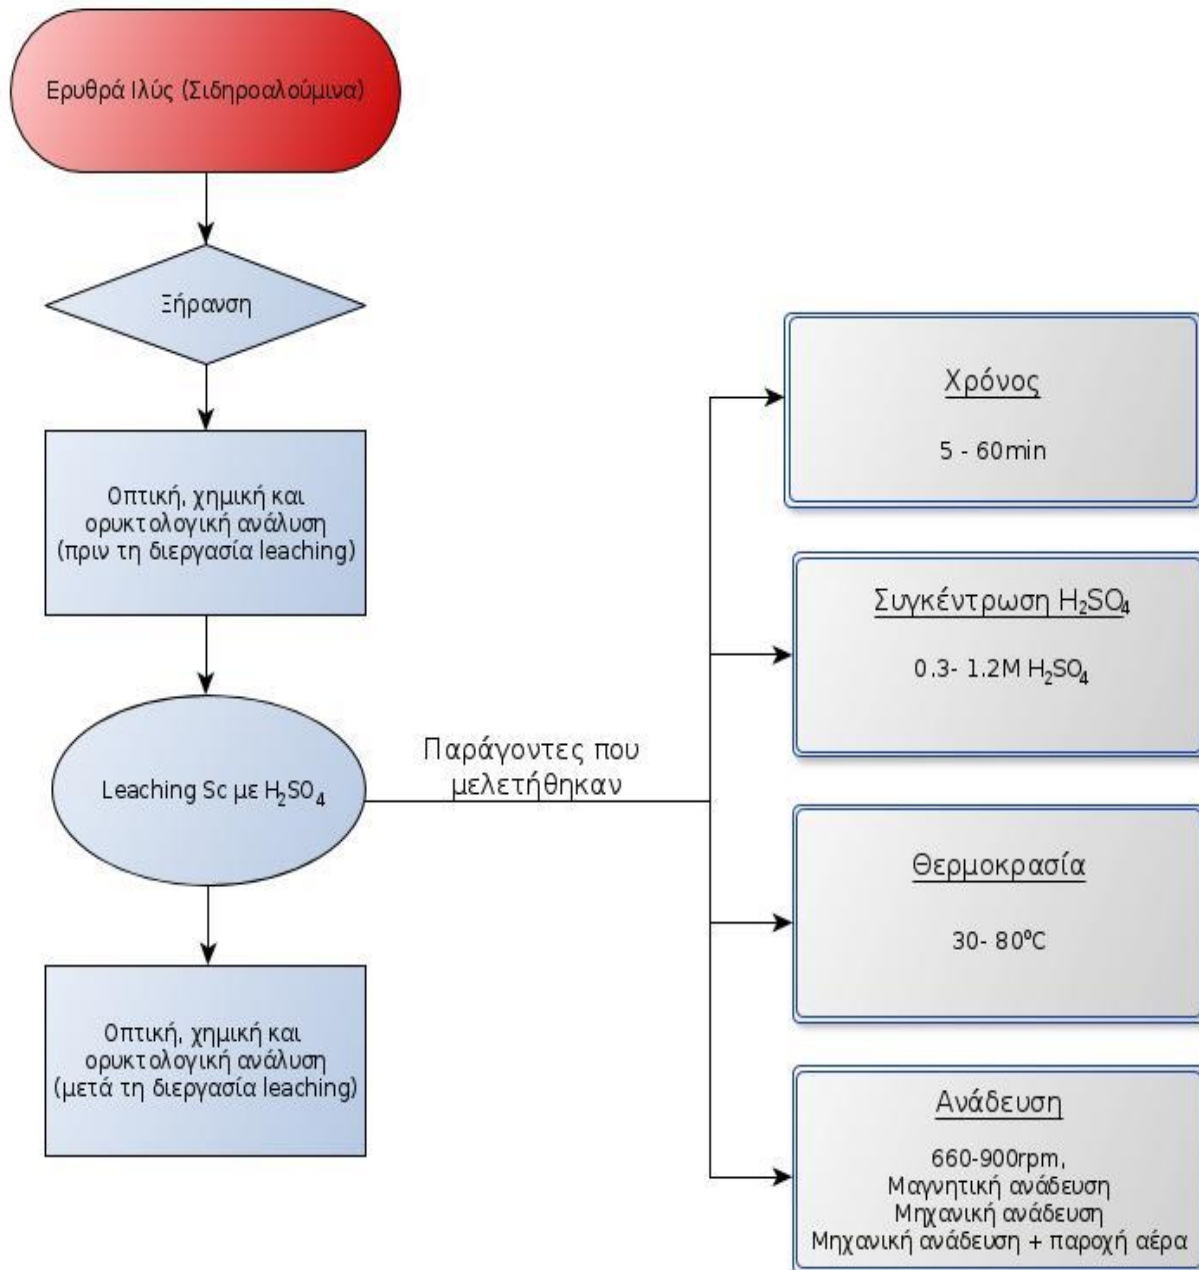 Ερυθρά Ιλύς (Σιδηροαλούμινα)
Ξήρανση
Οπτική, χημική και
ορυκτολογική ανάλυση
(πριν τη διεργασία leaching)
Leaching Sc με H₂SO₄
Παράγοντες που
μελετήθηκαν
Οπτική, χημική και
ορυκτολογική ανάλυση
(μετά τη διεργασία leaching)
Χρόνος
5 - 60min
Συγκέντρωση H₂SO₄
0.3- 1.2M H₂SO₄
Θερμοκρασία
30- 80⁰C
Ανάδευση
660-900rpm,
Μαγνητική ανάδευση
Μηχανική ανάδευση
Μηχανική ανάδευση + παροχή αέρα